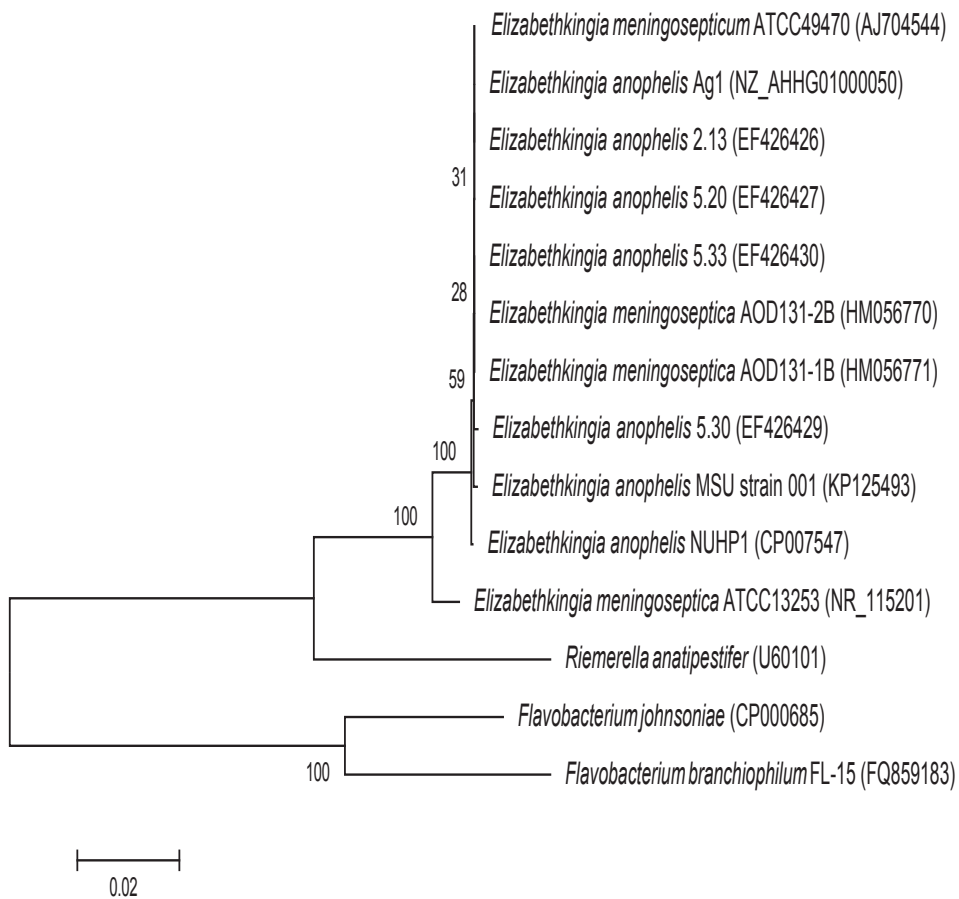 Elizabethkingia meningosepticum ATCC49470 (AJ704544)
Elizabethkingia anophelis Ag1 (NZ_AHHG01000050)
Elizabethkingia anophelis 2.13 (EF426426)
31
Elizabethkingia anophelis 5.20 (EF426427)
Elizabethkingia anophelis 5.33 (EF426430)
28
Elizabethkingia meningoseptica AOD131-2B (HM056770)
Elizabethkingia meningoseptica AOD131-1B (HM056771)
59
Elizabethkingia anophelis 5.30 (EF426429)
100
Elizabethkingia anophelis MSU strain 001 (KP125493)
100
Elizabethkingia anophelis NUHP1 (CP007547)
Elizabethkingia meningoseptica ATCC13253 (NR_115201)
Riemerella anatipestifer (U60101)
Flavobacterium johnsoniae (CP000685)
100
Flavobacterium branchiophilum FL-15 (FQ859183)
0.02